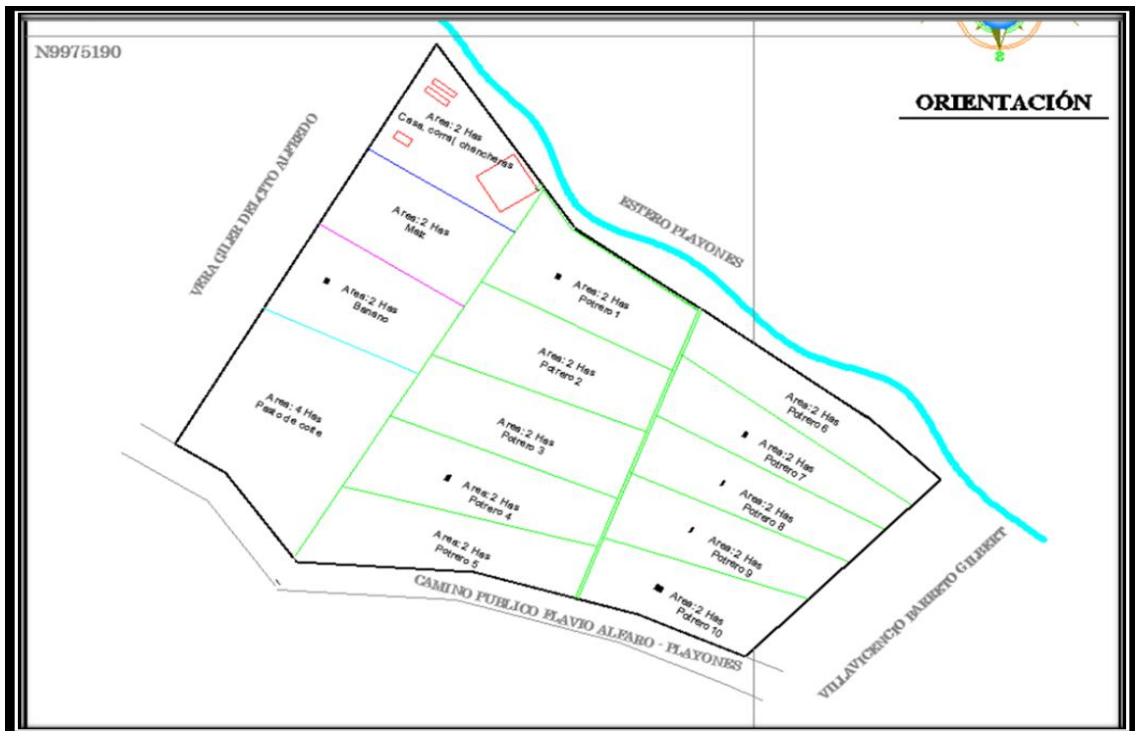 N9975190
S
ORIENTACIÓN
VERA GILER DELCITO ALFREDO
Area: 2 Has
Casa, corral chancheras
ESTERO PLAYONES
Area: 2 Has
Maiz
Area: 2 Has
Banano
Area: 4 Has
Pasto de corte
Area: 2 Has
Potrero 1
Area: 2 Has
Potrero 2
Area: 2 Has
Potrero 3
Area: 2 Has
Potrero 4
Area: 2 Has
Potrero 5
Area: 2 Has
Potrero 6
Area: 2 Has
Potrero 7
Area: 2 Has
Potrero 8
Area: 2 Has
Potrero 9
Area: 2 Has
Potrero 10
CAMINO PUBLICO FLAVIO ALFARO - PLAYONES
VILLAVICENCIO BARRETO GILBERT